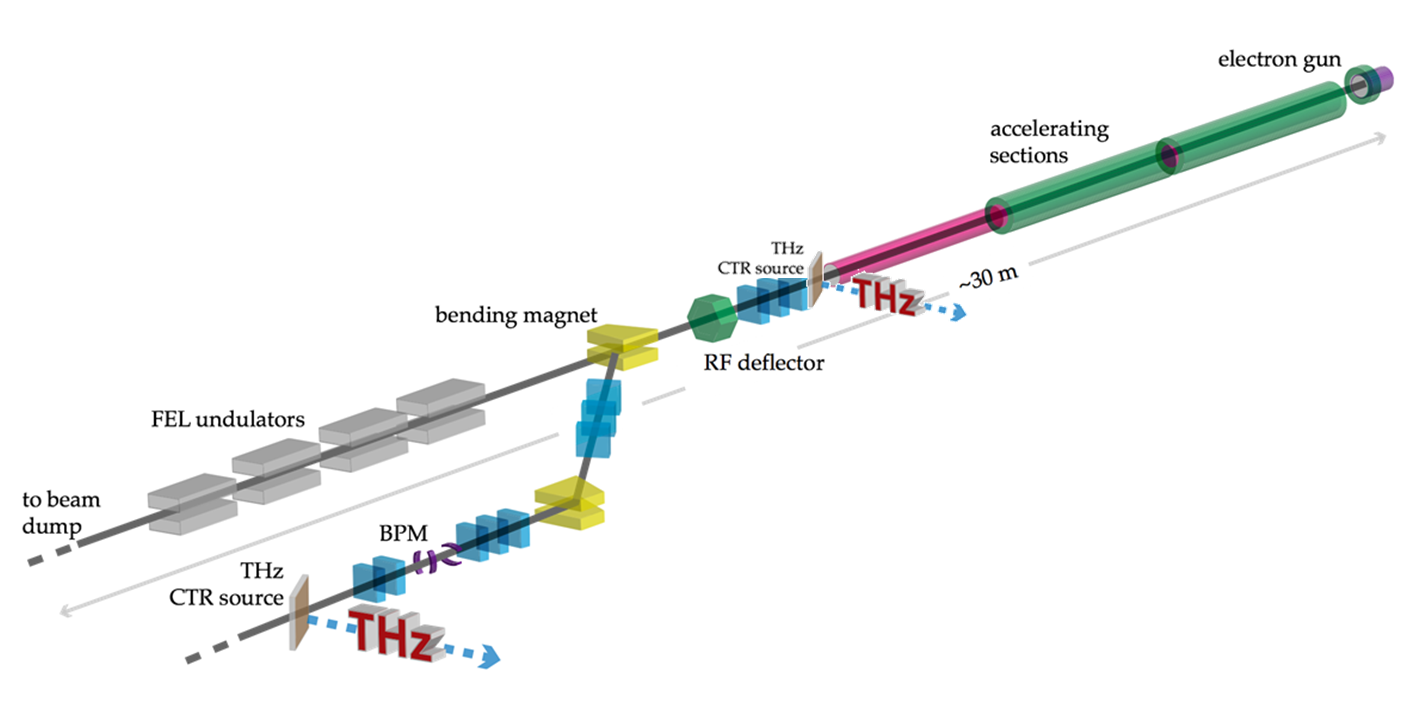 electron gun
accelerating
sections
~30 m
THz
CTR source
THz
RF deflector
bending magnet
FEL undulators
to beam
dump
BPM
THz
CTR source
THz